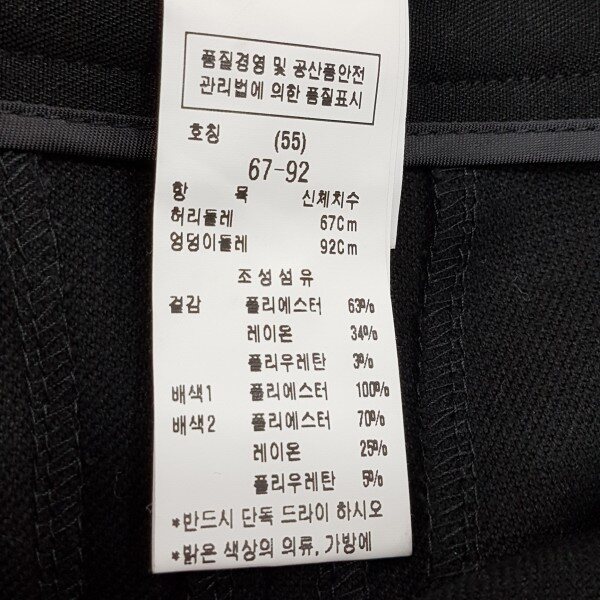 품질경영 및 공산품안전
관리법에 의한 품질표시
호칭 (55)
67-92
항 목 신체치수
허리둘레 67Cm
엉덩이둘레 92Cm
조성섬유
겉감 폴리에스터 63%
레이온 34%
폴리우레탄 3%
배색1 폴리에스터 100%
배색2 폴리에스터 70%
레이온 25%
폴리우레탄 5%
*반드시 단독 드라이 하시오
*밝은 색상의 의류, 가방에